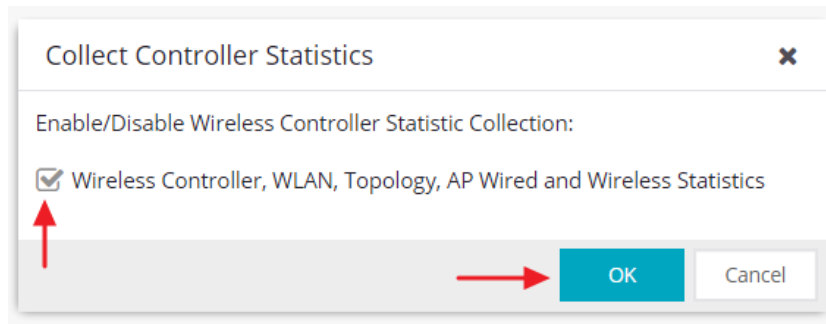 Collect Controller Statistics
Enable/Disable Wireless Controller Statistic Collection:
Wireless Controller, WLAN, Topology, AP Wired and Wireless Statistics
OK Cancel